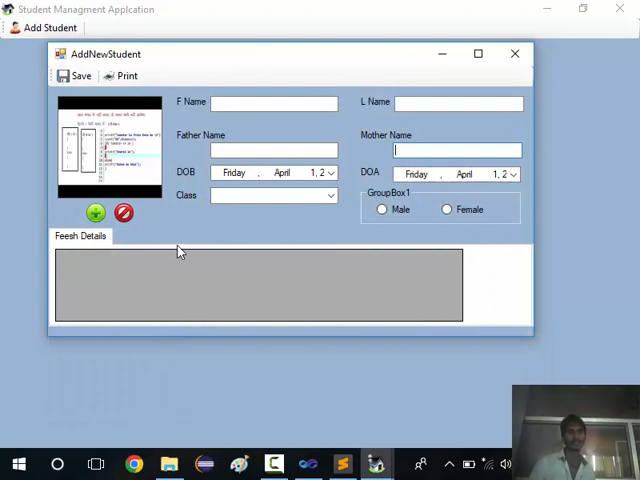 Student Managment Applcation
Add Student
AddNewStudent
Save Print
F Name L Name
Father Name Mother Name
DOB Friday , April 1, 2 DOA Friday , April 1, 2
Class GroupBox1
Male Female
Feesh Details